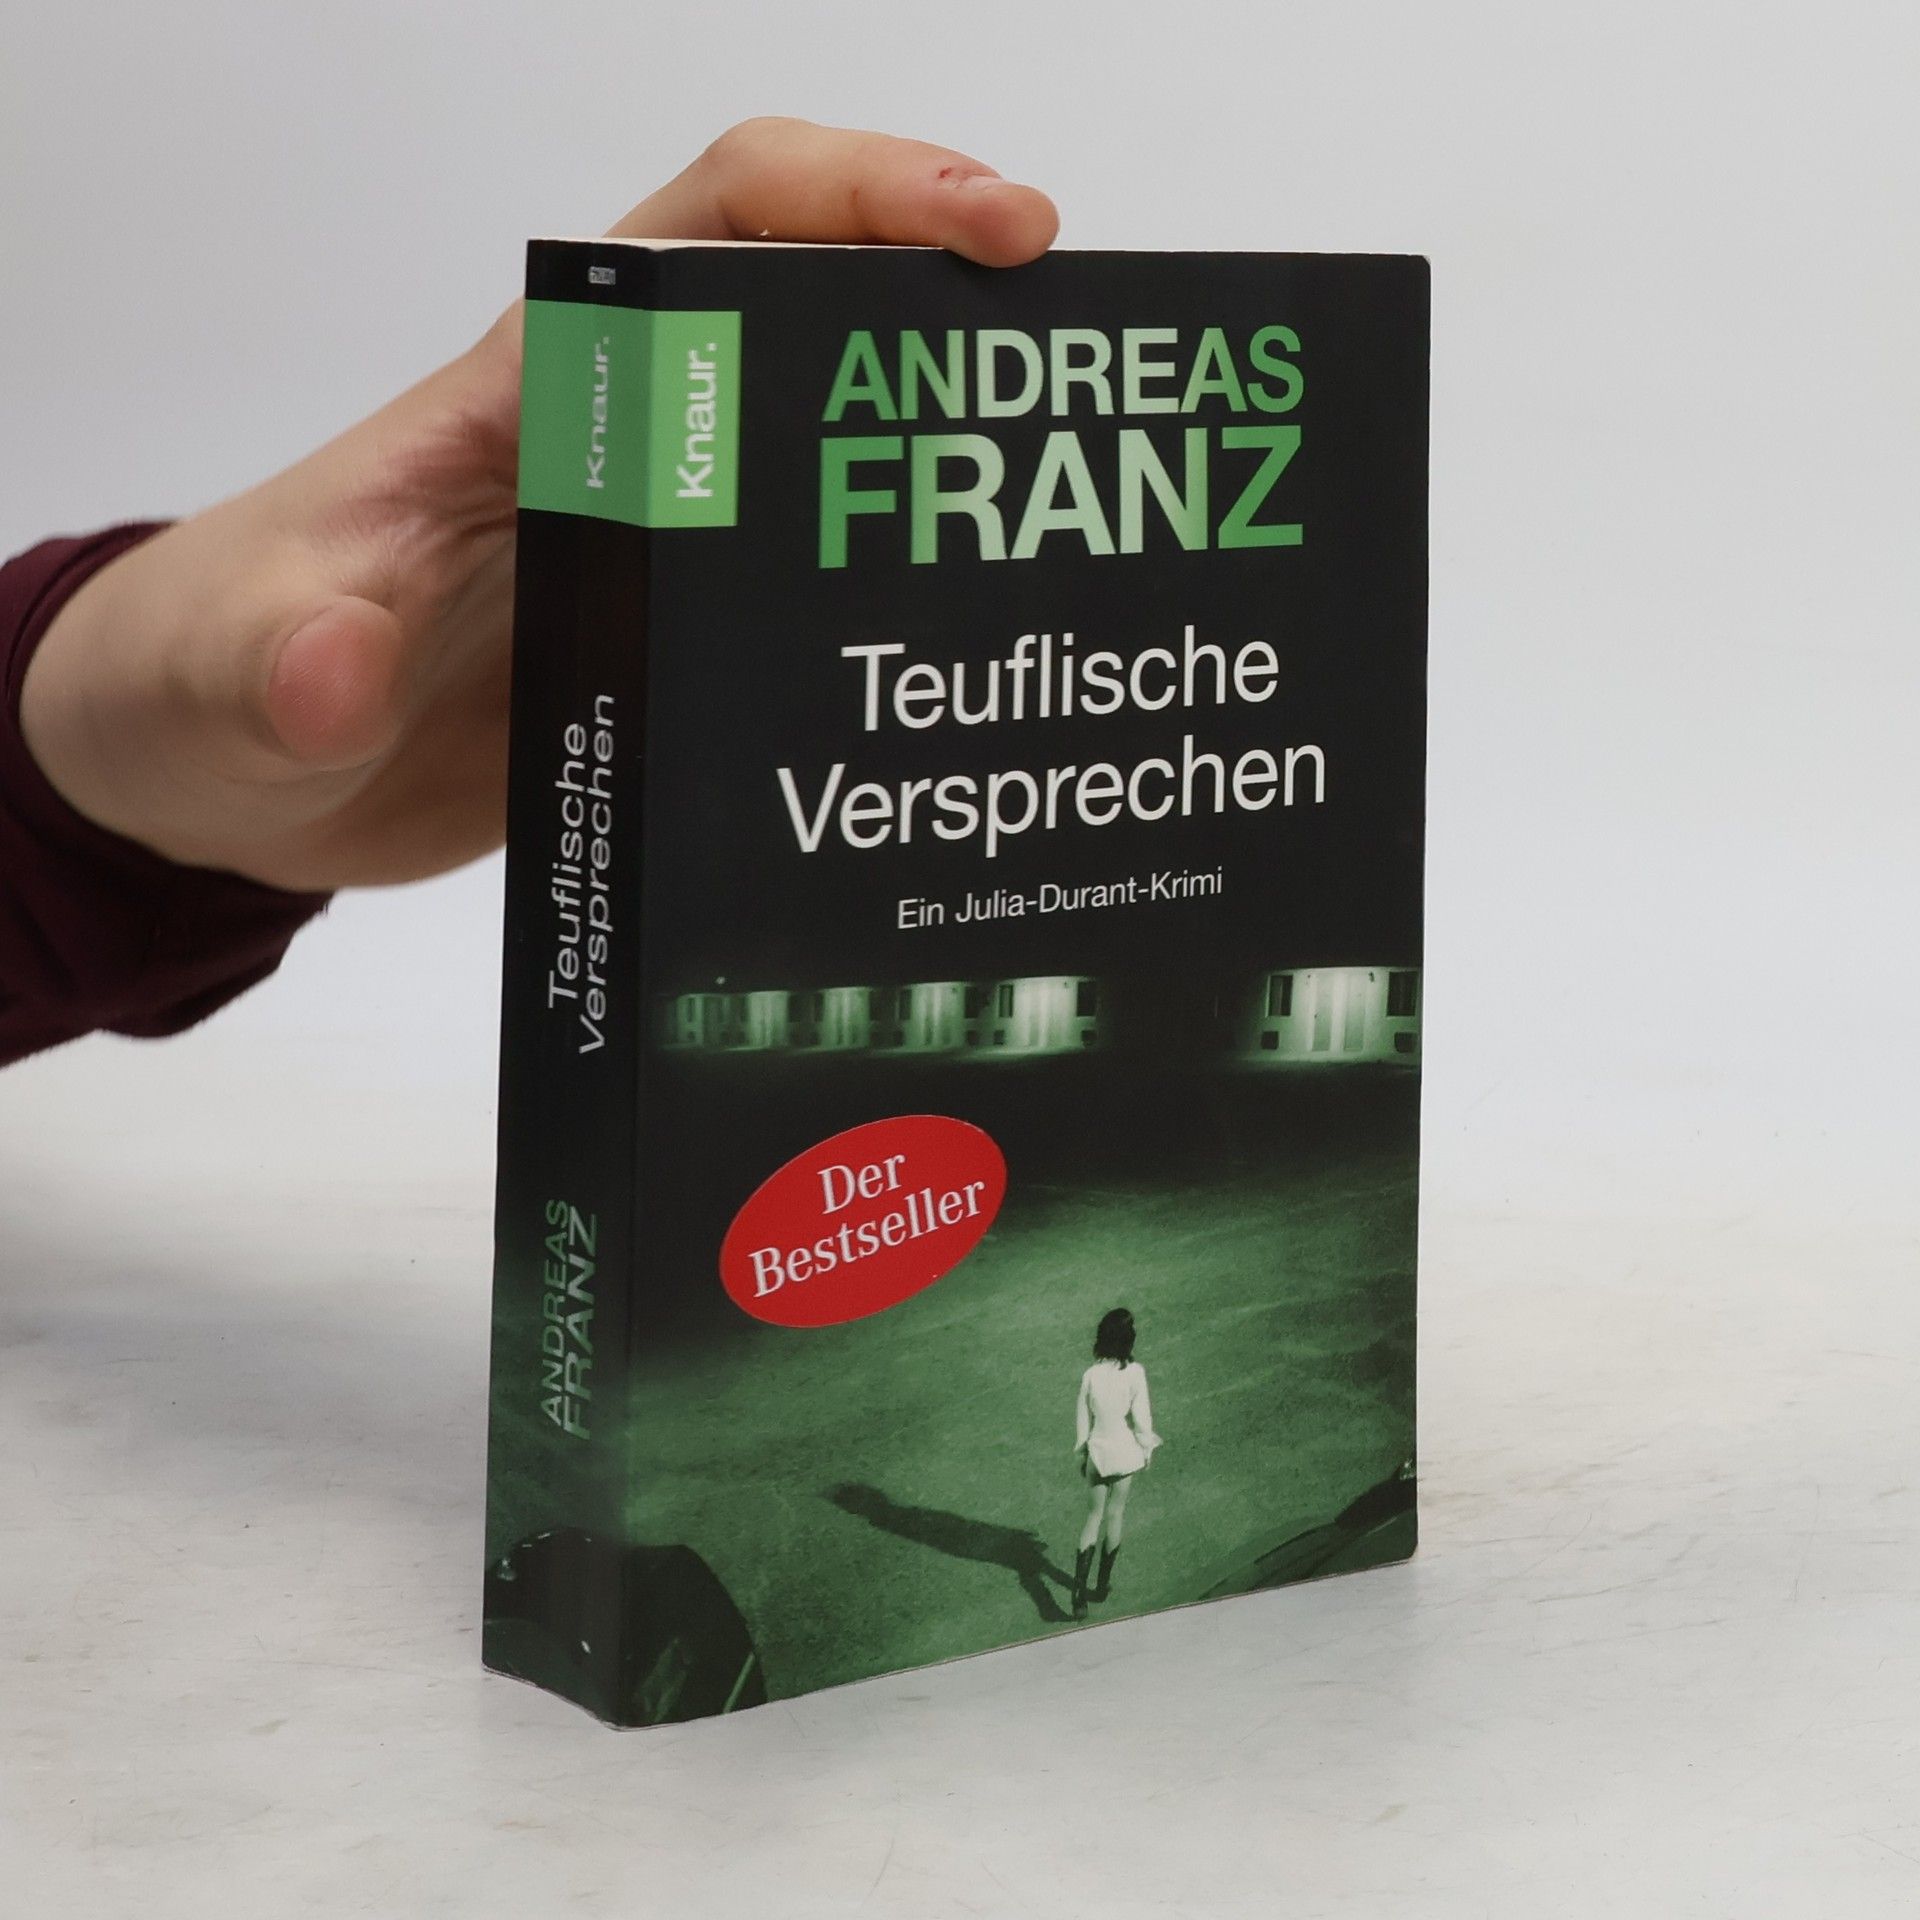 Knaur.
Knaur.
ANDREAS
FRANZ
Teuflische
Versprechen
Ein Julia-Durant-Krimi
Der
Bestseller
Teuflische
Versprechen
ANDREAS
FRANZ